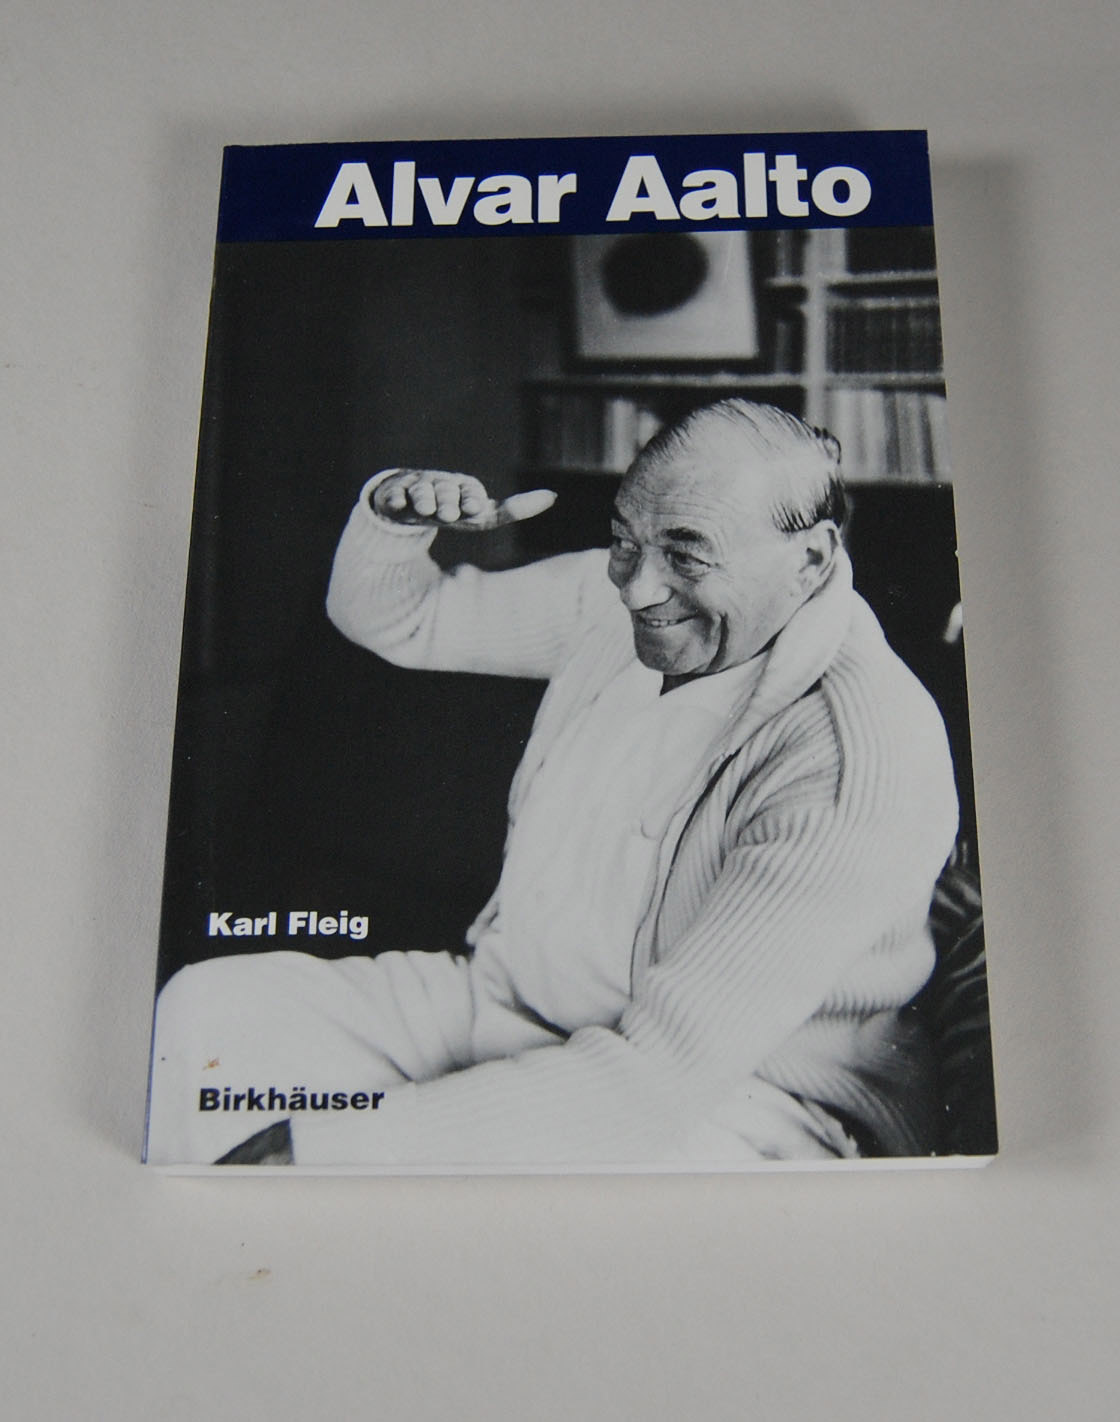 Alvar Aalto
Karl Fleig
Birkhäuser